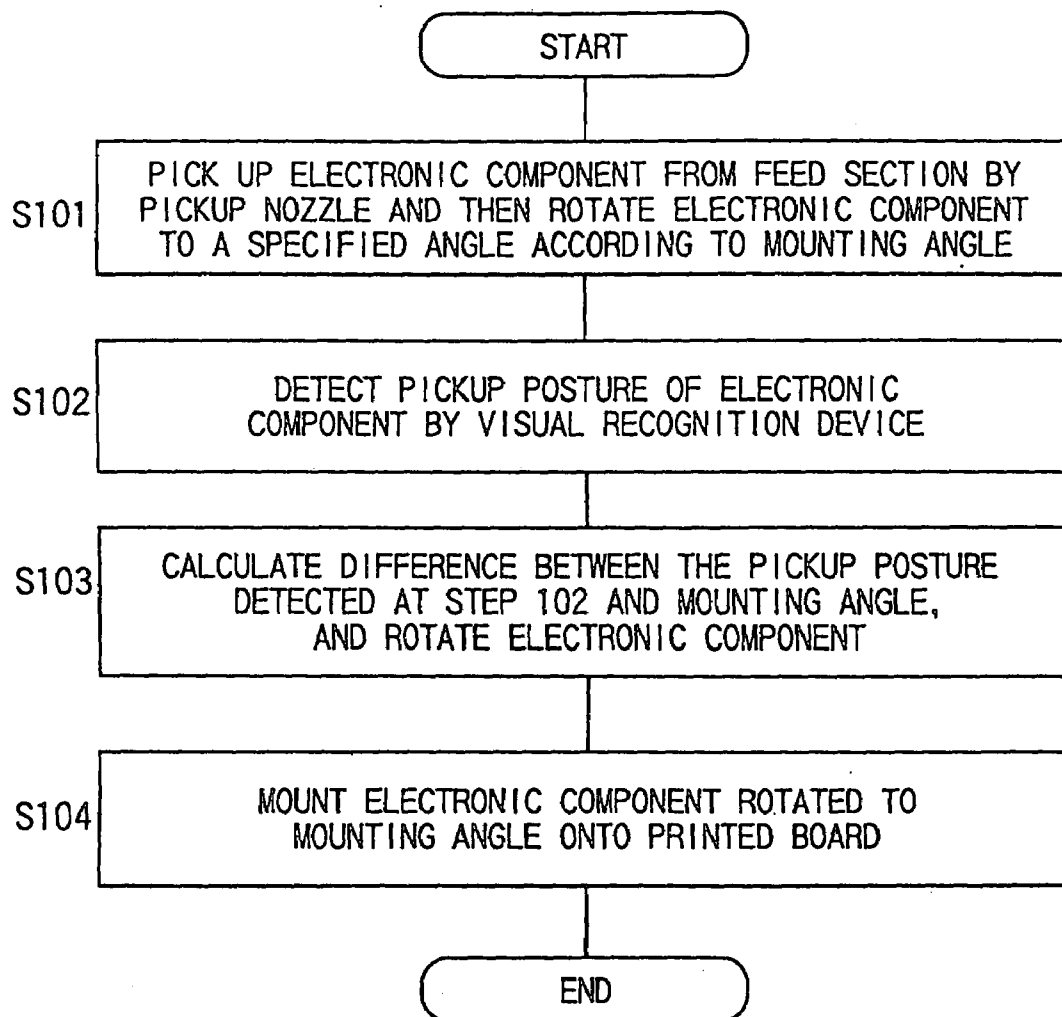 START
S101
PICK UP ELECTRONIC COMPONENT FROM FEED SECTION BY
PICKUP NOZZLE AND THEN ROTATE ELECTRONIC COMPONENT
TO A SPECIFIED ANGLE ACCORDING TO MOUNTING ANGLE
S102
DETECT PICKUP POSTURE OF ELECTRONIC
COMPONENT BY VISUAL RECOGNITION DEVICE
S103
CALCULATE DIFFERENCE BETWEEN THE PICKUP POSTURE
DETECTED AT STEP 102 AND MOUNTING ANGLE,
AND ROTATE ELECTRONIC COMPONENT
S104
MOUNT ELECTRONIC COMPONENT ROTATED TO
MOUNTING ANGLE ONTO PRINTED BOARD
END